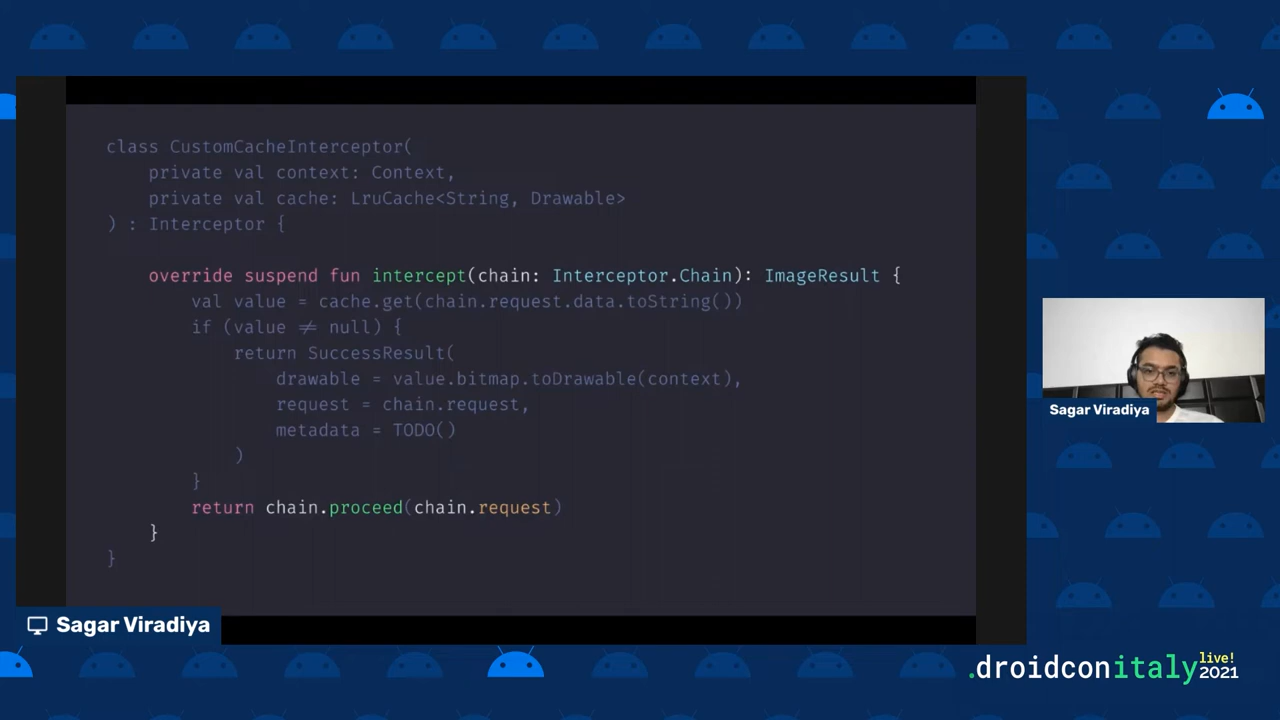 class CustomCacheInterceptor(
    private val context: Context,
    private val cache: LruCache<String, Drawable>
) : Interceptor {
    override suspend fun intercept(chain: Interceptor.Chain): ImageResult {
        val value = cache.get(chain.request.data.toString())
        if (value ≠ null) {
            return SuccessResult(
                drawable = value.bitmap.toDrawable(context),
                request = chain.request,
                metadata = TODO()
            )
        }
        return chain.proceed(chain.request)
    }
}
Sagar Viradiya
Sagar Viradiya
.droidconitaly live! 2021